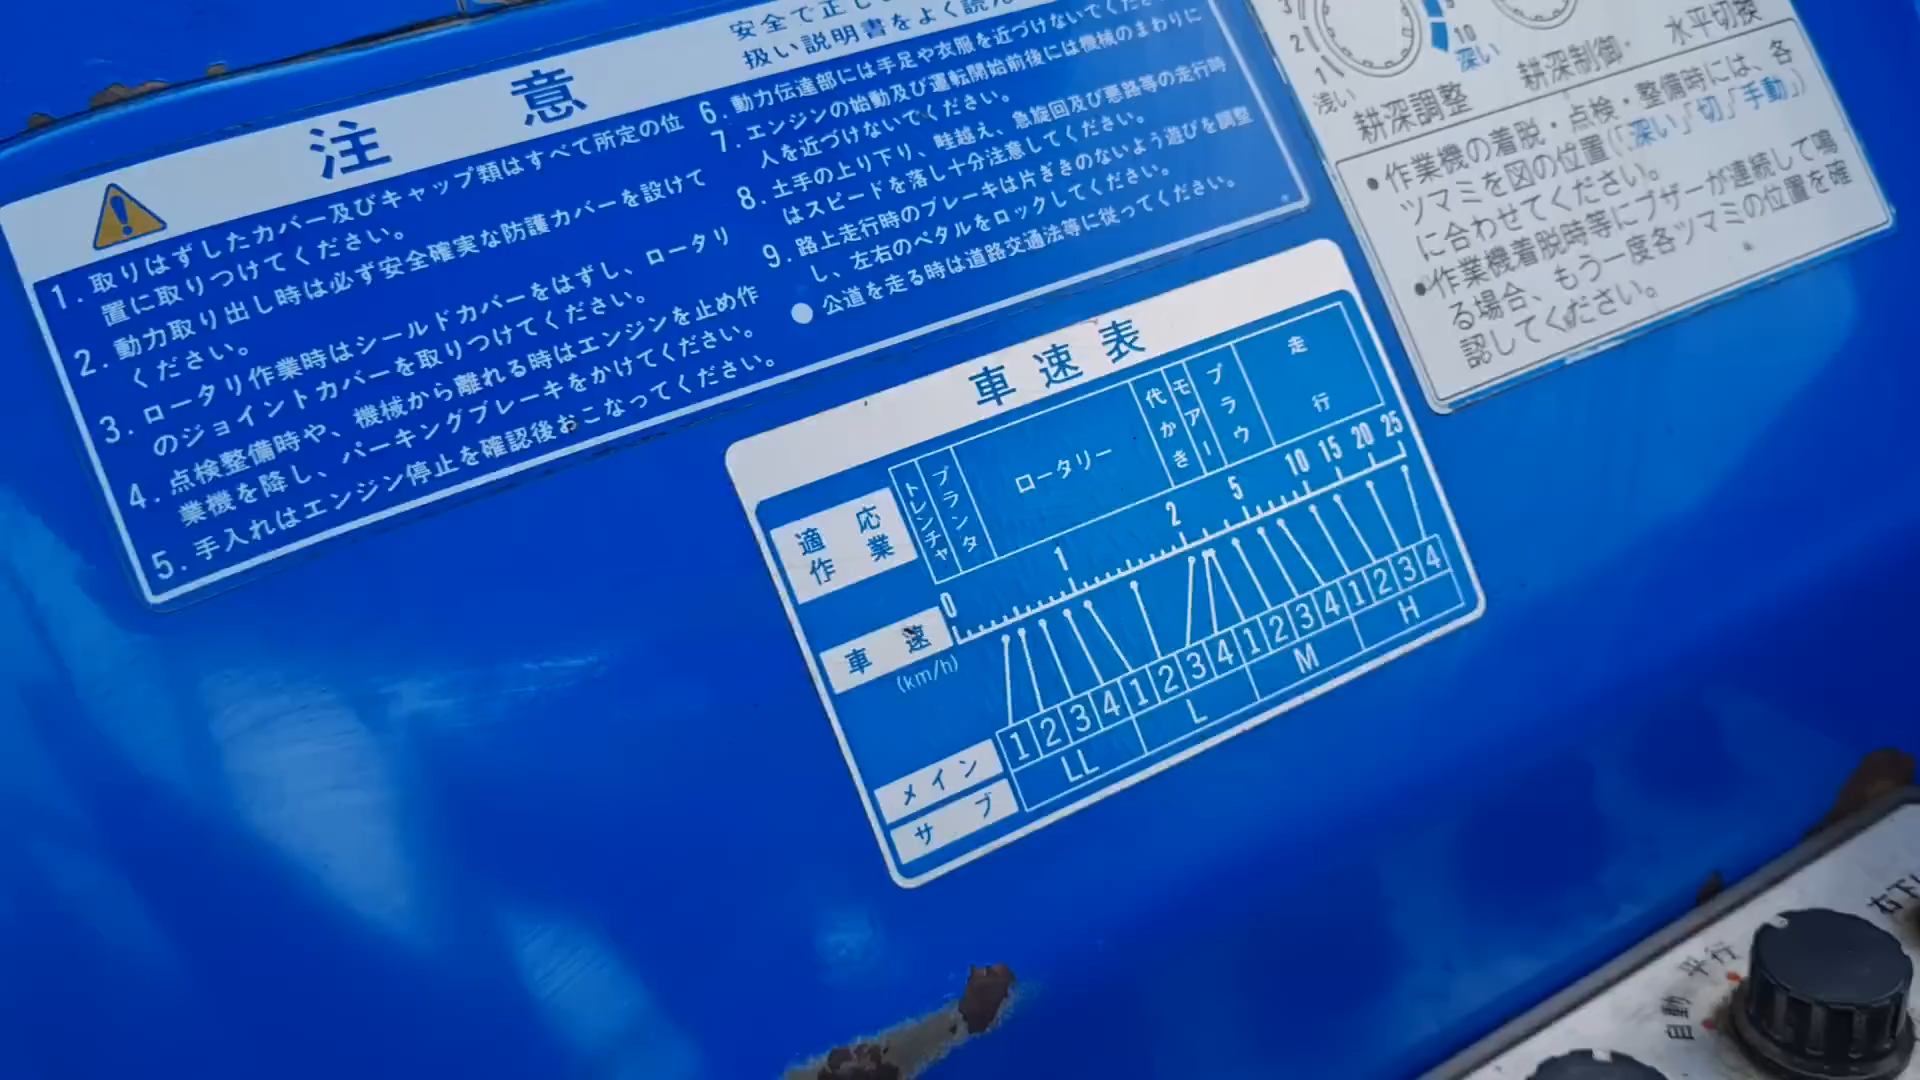 安全で正し
扱い説明書をよく読ん
注意
1. 取りはずしたカバー及びキャップ類はすべて所定の位
置に取りつけてください。
2. 動力取り出し時は必ず安全確実な防護カバーを設けて
ください。
3. ロータリ作業時はシールドカバーをはずし、ロータリ
のジョイントカバーを取りつけてください。
4. 点検整備時や、機械から離れる時はエンジンを止め作
業機を降し、パーキングブレーキをかけてください。
5. 手入れはエンジン停止を確認後おこなってください。
6. 動力伝達部には手足や衣服を近づけないでくださ
7. エンジンの始動及び運転開始前後には機械のまわりに
人を近づけないでください。
8. 土手の上り下り、畦越え、急旋回及び悪路等の走行時
はスピードを落し十分注意してください。
9. 路上走行時のブレーキは片ぎきのないよう遊びを調整
し、左右のペタルをロックしてください。
●公道を走る時は道路交通法等に従ってください。
3
2
1
浅い
9
10
深い
耕深調整
耕深制御
水平切換
●作業機の着脱・点検・整備時には、各
ツマミを図の位置(「深い」「切」「手動」)
に合わせてください。
●作業機着脱時等にブザーが連続して鳴
る場合、もう一度各ツマミの位置を確
認してください。
車速表
適応作業
トレンチャ
プランタ
ロータリー
代かき
モアー
プラウ
走行
車速
(km/h)
0 1 2 5 10 15 20 25
メイン
1 2 3 4 1 2 3 4 1 2 3 4 1 2 3 4
サブ
LL L M H
平行
自動
右下